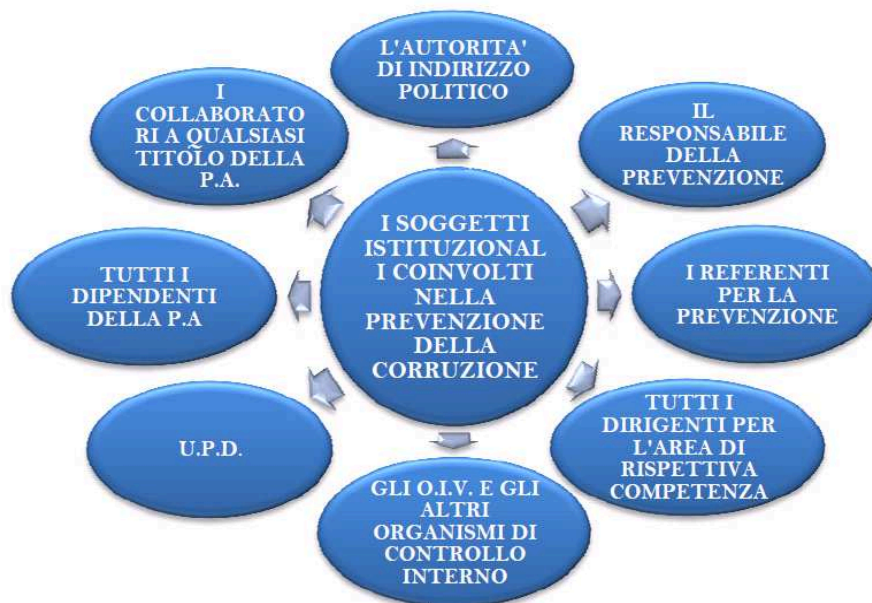 L'AUTORITA'
DI INDIRIZZO
POLITICO
IL
RESPONSABILE
DELLA
PREVENZIONE
I REFERENTI
PER LA
PREVENZIONE
TUTTI I
DIRIGENTI PER
L'AREA DI
RISPETTIVA
COMPETENZA
GLI O.I.V. E GLI
ALTRI
ORGANISMI DI
CONTROLLO
INTERNO
U.P.D.
TUTTI I
DIPENDENTI
DELLA P.A
I
COLLABORATO
RI A QUALSIASI
TITOLO DELLA
P.A.
I SOGGETTI
ISTITUZIONAL
I COINVOLTI
NELLA
PREVENZIONE
DELLA
CORRUZIONE